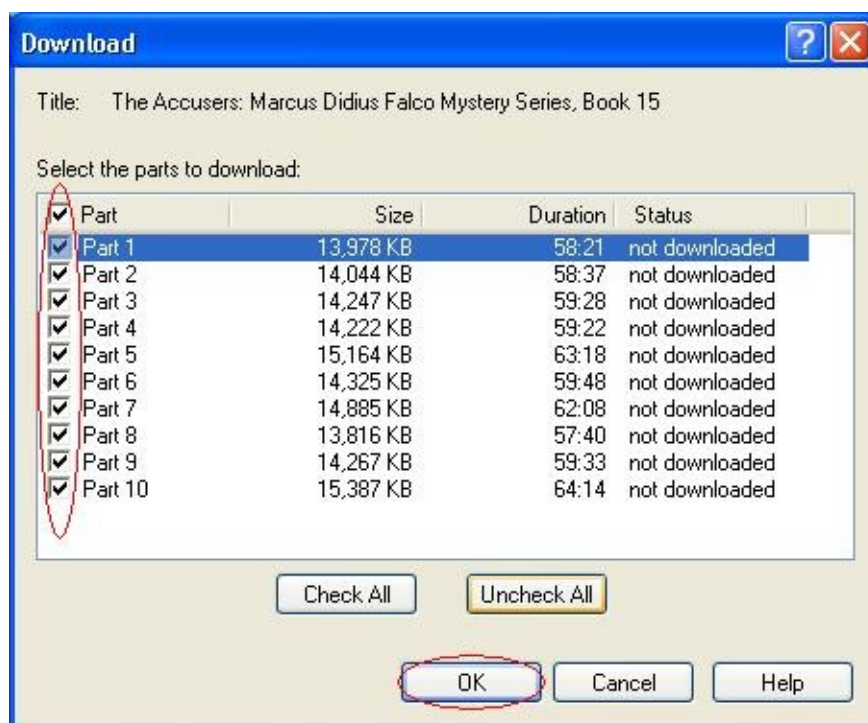 Download
Title: The Accusers: Marcus Didius Falco Mystery Series, Book 15
Select the parts to download:
Part Size Duration Status
Part 1 13,978 KB 58:21 not downloaded
Part 2 14,044 KB 58:37 not downloaded
Part 3 14,247 KB 59:28 not downloaded
Part 4 14,222 KB 59:22 not downloaded
Part 5 15,164 KB 63:18 not downloaded
Part 6 14,325 KB 59:48 not downloaded
Part 7 14,885 KB 62:08 not downloaded
Part 8 13,816 KB 57:40 not downloaded
Part 9 14,267 KB 59:33 not downloaded
Part 10 15,387 KB 64:14 not downloaded
Check All Uncheck All
OK Cancel Help